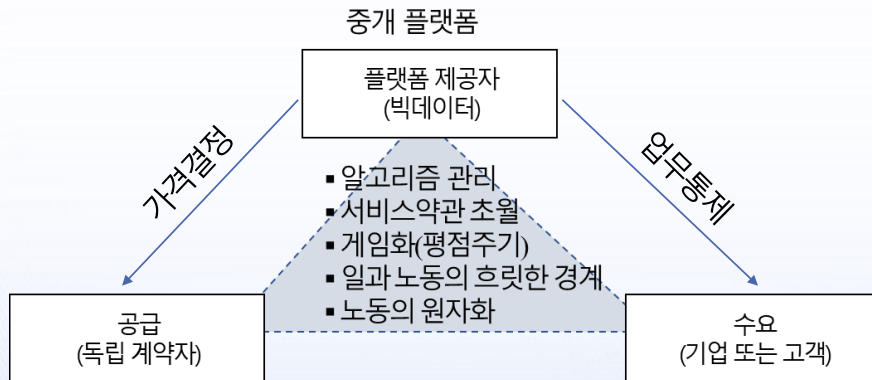 중개 플랫폼
플랫폼 제공자
(빅데이터)
가격결정
업무통제
▪ 알고리즘 관리
▪ 서비스약관 초월
▪ 게임화(평점주기)
▪ 일과 노동의 흐릿한 경계
▪ 노동의 원자화
공급
(독립 계약자)
수요
(기업 또는 고객)